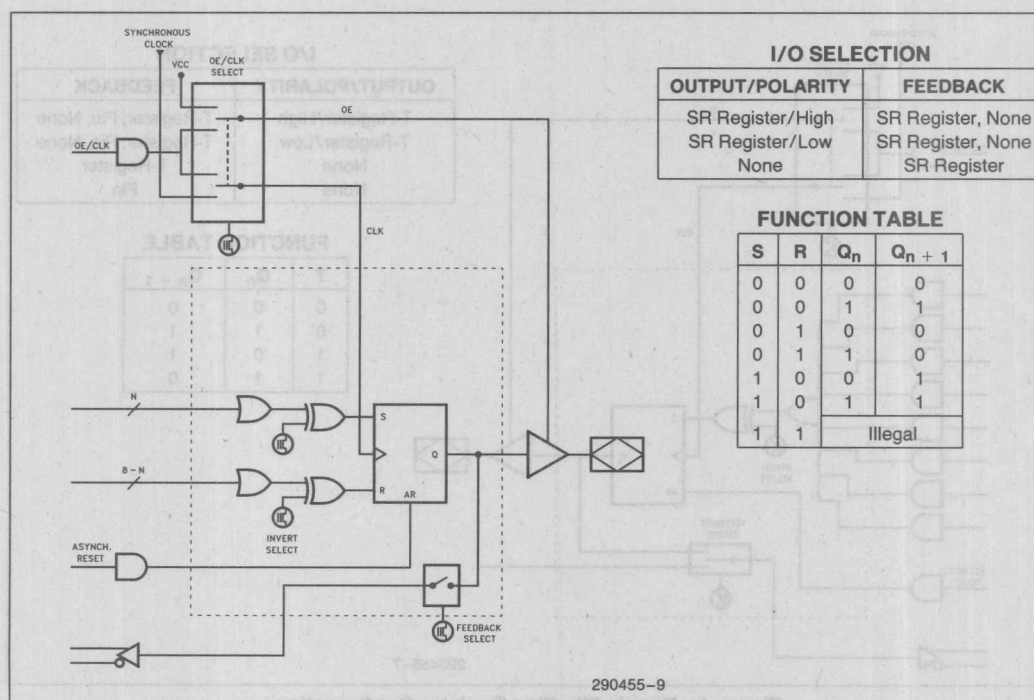 SYNCHRONOUS
CLOCK
VCC
OE/CLK
SELECT
OE
OE/CLK
CLK
N
S
Q
8 - N
R
AR
INVERT
SELECT
ASYNCH.
RESET
FEEDBACK
SELECT
I/O SELECTION
OUTPUT/POLARITY FEEDBACK
SR Register/High SR Register, None
SR Register/Low SR Register, None
None SR Register
FUNCTION TABLE
S R Qn Qn + 1
0 0 0 0
0 0 1 1
0 1 0 0
0 1 1 0
1 0 0 1
1 0 1 1
1 1 Illegal
290455-9